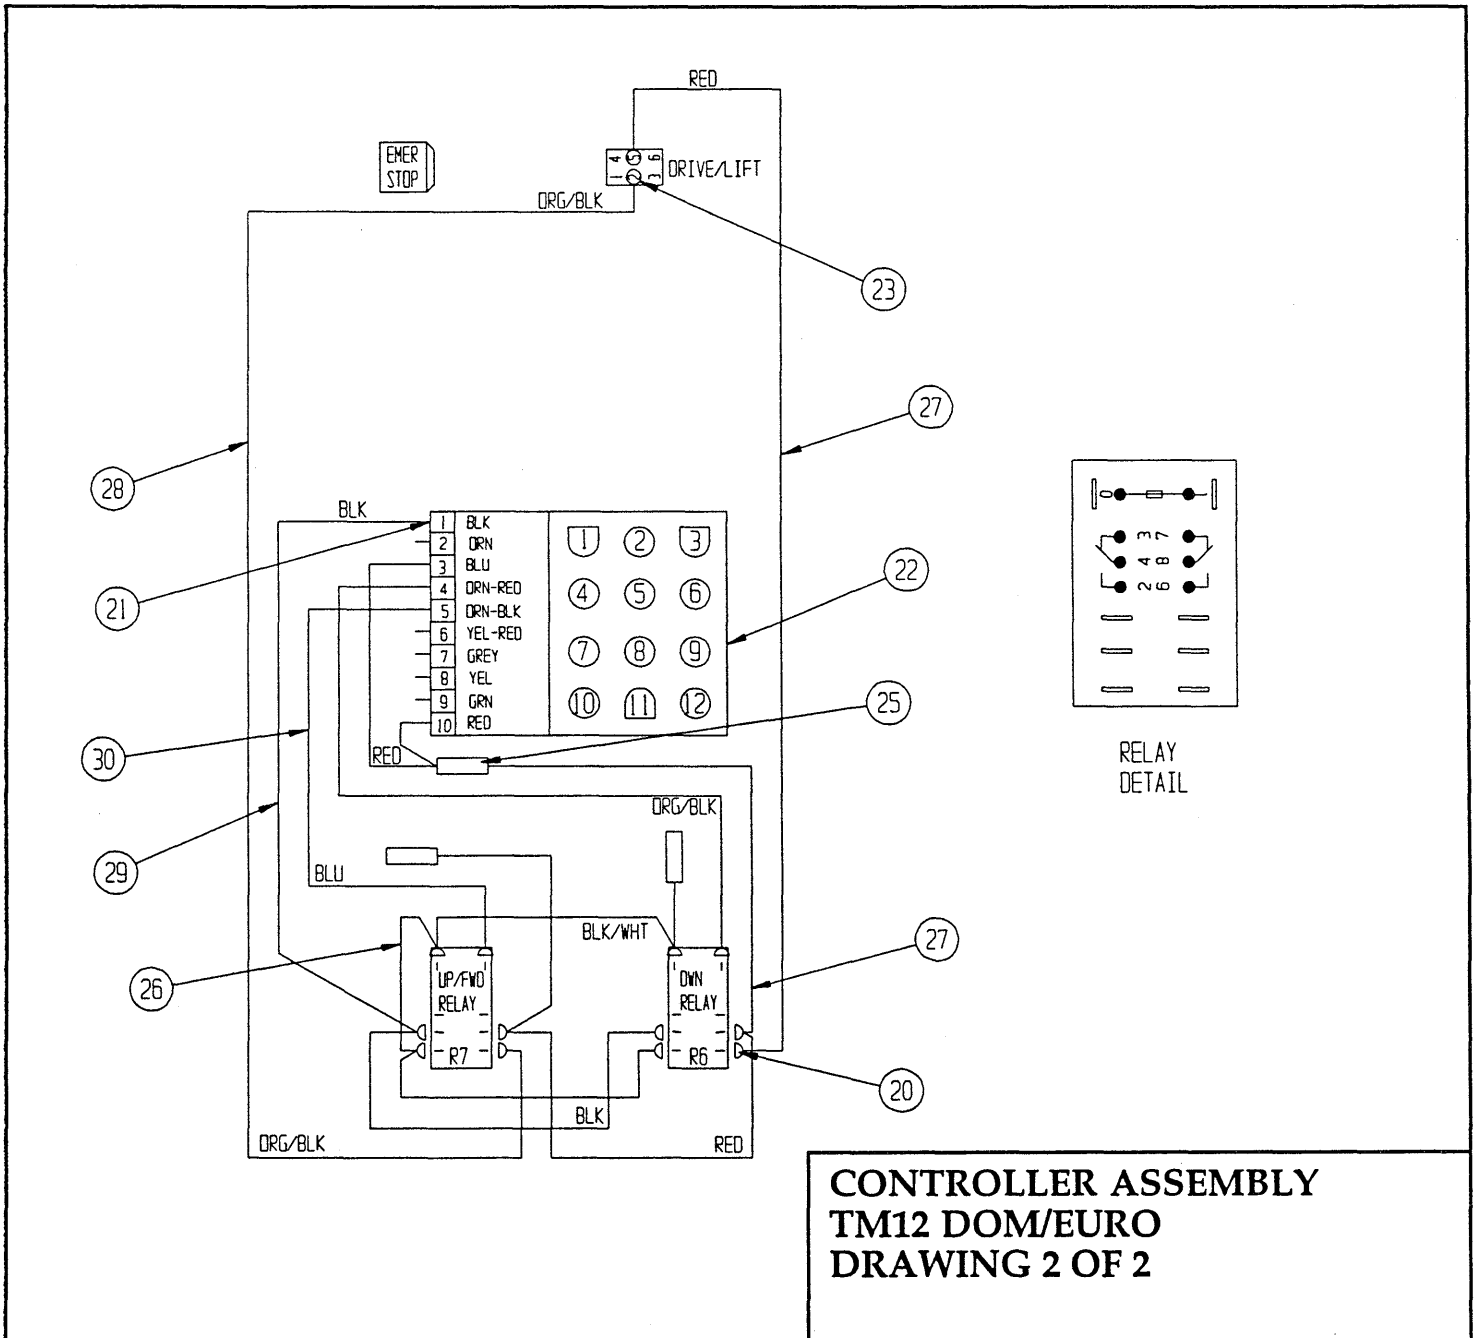 RED
EMER
STOP
4 5 6
1 2 3
DRIVE/LIFT
ORG/BLK
23
27
28
BLK
1 BLK
2 ORN
3 BLU
4 ORN-RED
5 ORN-BLK
6 YEL-RED
7 GREY
8 YEL
9 GRN
10 RED
1 2 3
4 5 6
7 8 9
10 11 12
21
22
3 7
4 8
2 6
RELAY
DETAIL
25
30
RED
ORG/BLK
29
BLU
BLK/WHT
27
26
UP/FWD
RELAY
R7
DWN
RELAY
R6
20
BLK
ORG/BLK
RED
CONTROLLER ASSEMBLY
TM12 DOM/EURO
DRAWING 2 OF 2